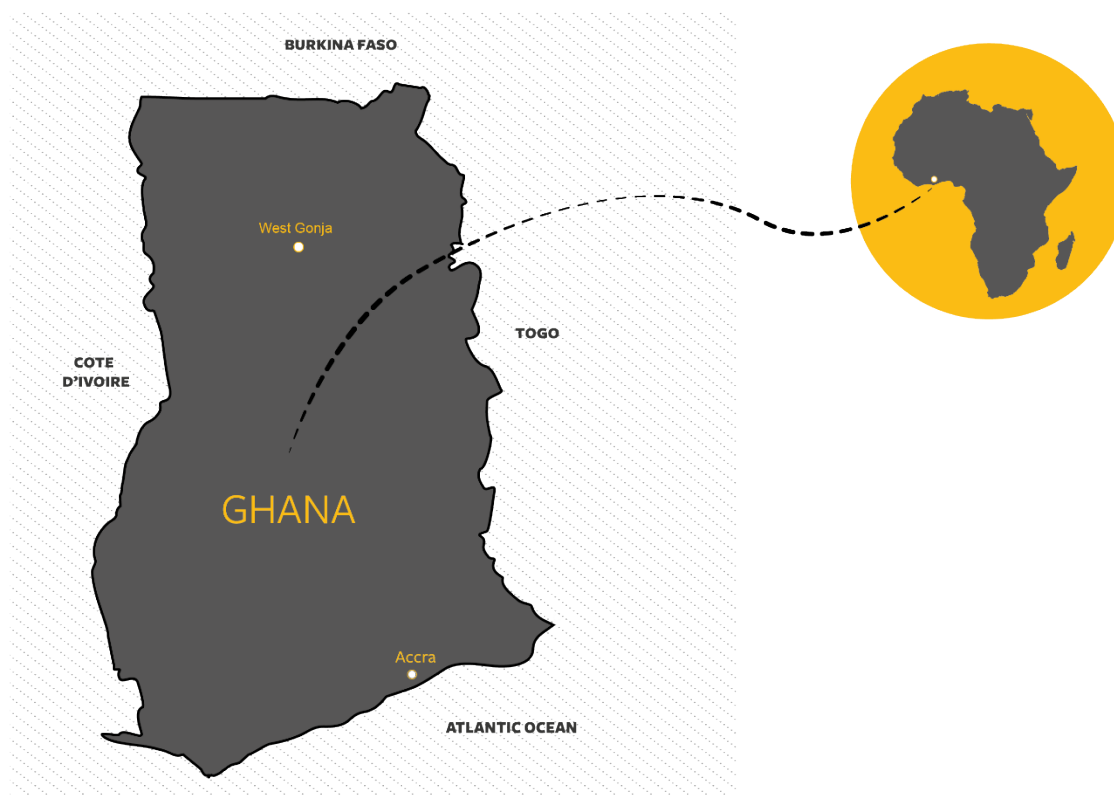 BURKINA FASO
West Gonja
TOGO
COTE
D'IVOIRE
GHANA
Accra
ATLANTIC OCEAN